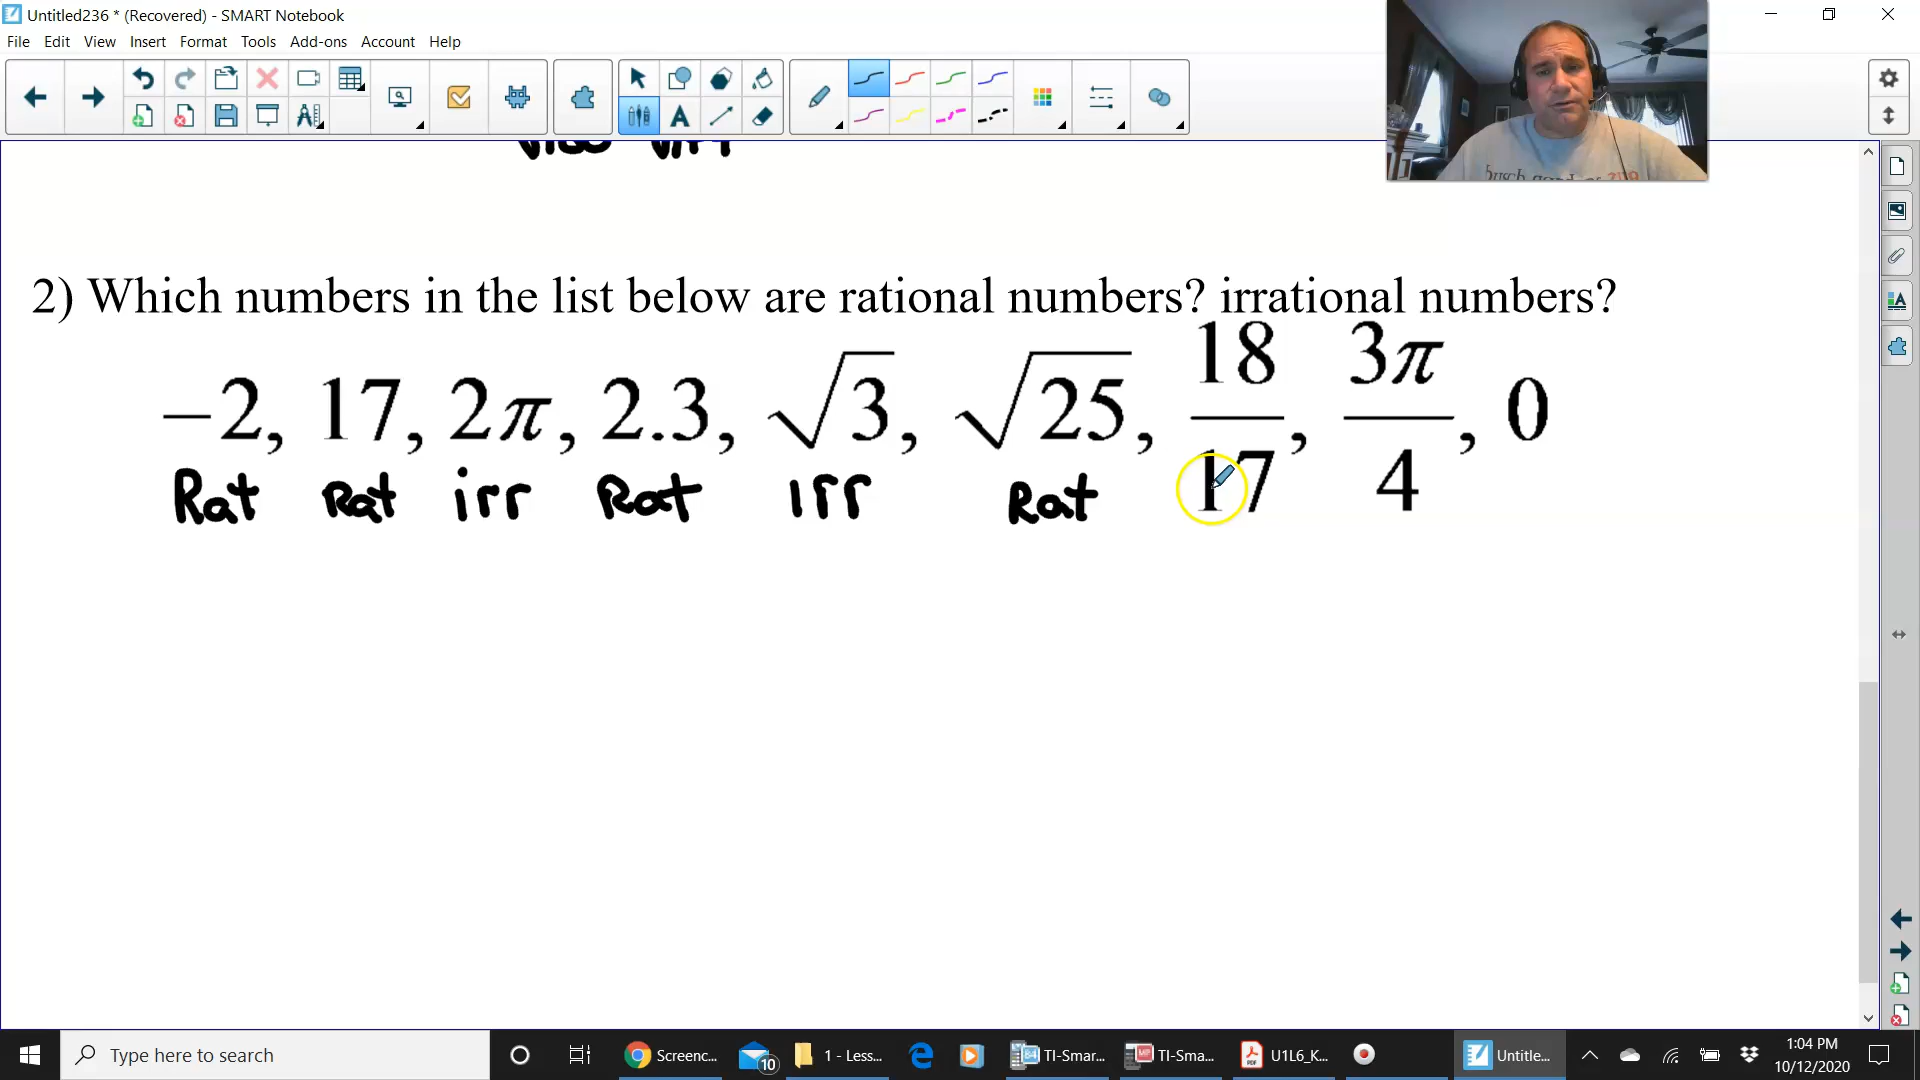 Untitled236 * (Recovered) - SMART Notebook
File Edit View Insert Format Tools Add-ons Account Help
2) Which numbers in the list below are rational numbers? irrational numbers?
−2, 17, 2π, 2.3, √3, √25, 18/17, 3π/4, 0
Rat Rat irr Rat Irr Rat
Type here to search
Screenc... 10 1 - Less... TI-Smar... TI-Sma... U1L6_K... Untitle...
1:04 PM
10/12/2020